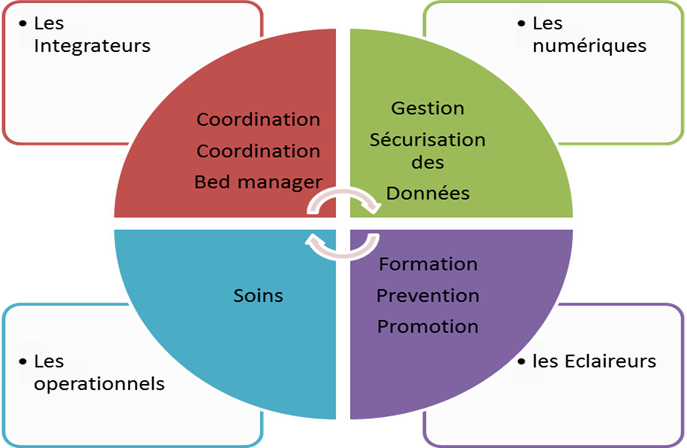 • Les
Integrateurs
• Les
numériques
Coordination
Coordination
Bed manager
Gestion
Sécurisation
des
Données
Soins
Formation
Prevention
Promotion
• Les
operationnels
• les Eclaireurs